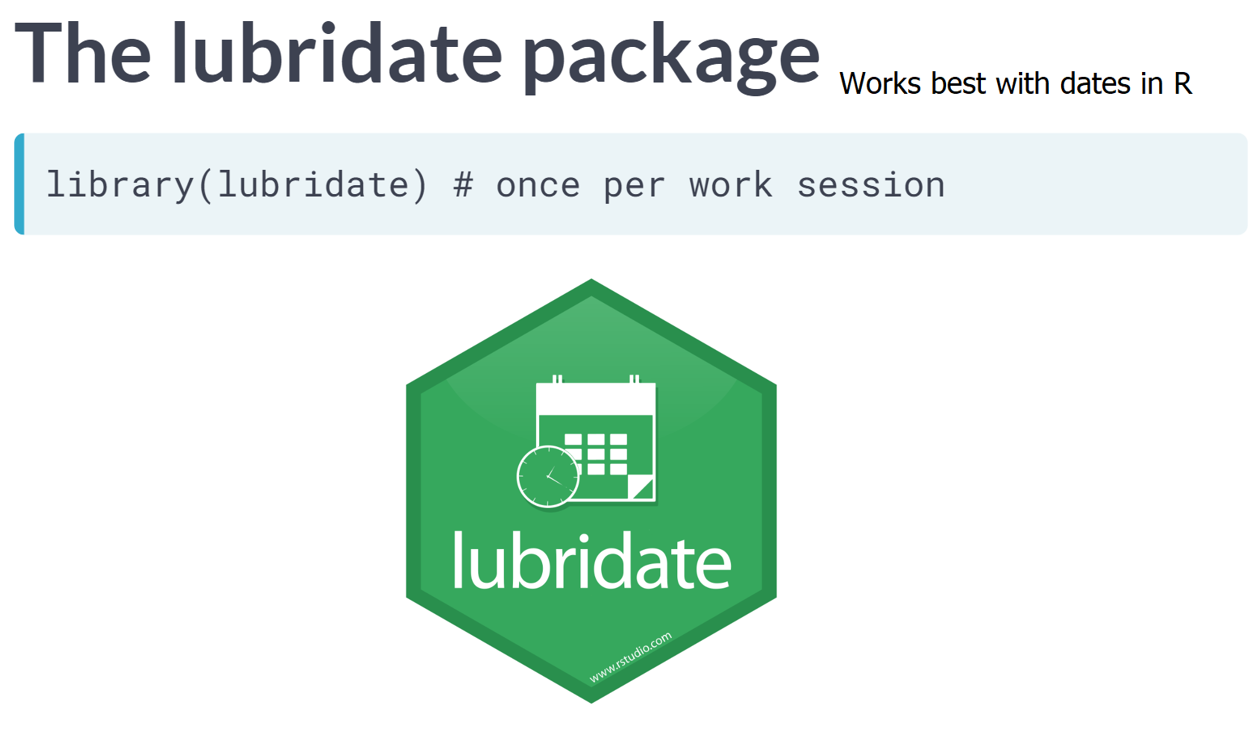 The lubridate package
Works best with dates in R
library(lubridate) # once per work session
lubridate
www.rstudio.com